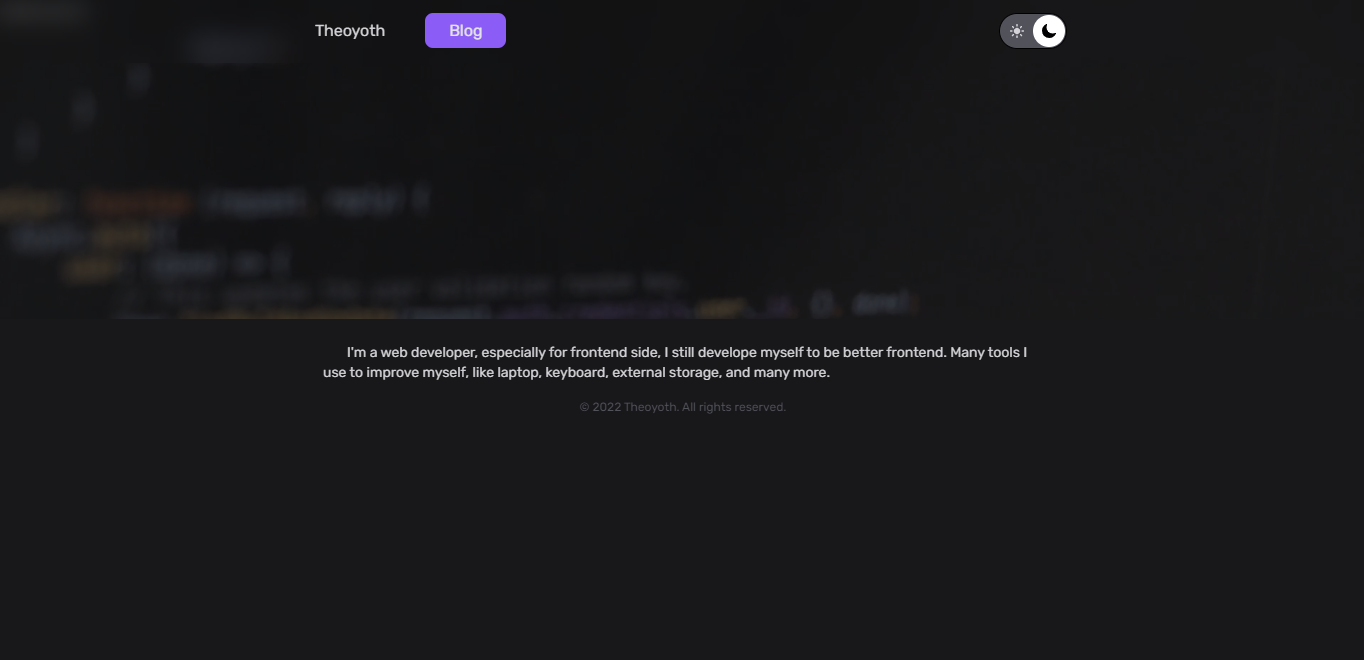 Theoyoth Blog
I'm a web developer, especially for frontend side, I still develope myself to be better frontend. Many tools I
use to improve myself, like laptop, keyboard, external storage, and many more.
© 2022 Theoyoth. All rights reserved.